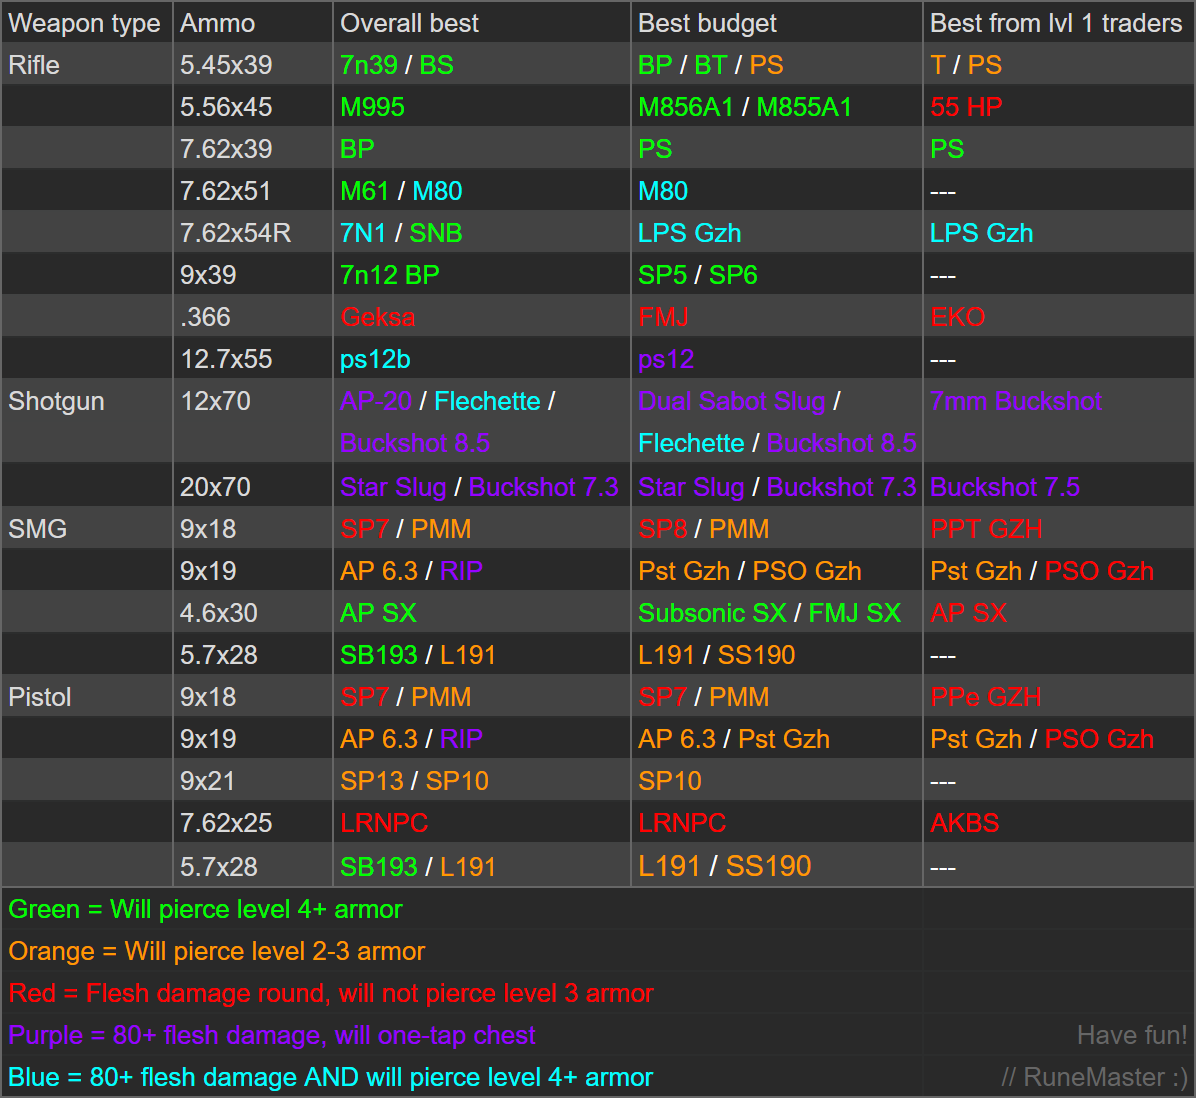 Weapon type Ammo Overall best Best budget Best from lvl 1 traders
Rifle 5.45x39 7n39 / BS BP / BT / PS T / PS
5.56x45 M995 M856A1 / M855A1 55 HP
7.62x39 BP PS PS
7.62x51 M61 / M80 M80 ---
7.62x54R 7N1 / SNB LPS Gzh LPS Gzh
9x39 7n12 BP SP5 / SP6 ---
.366 Geksa FMJ EKO
12.7x55 ps12b ps12 ---
Shotgun 12x70 AP-20 / Flechette / Dual Sabot Slug / 7mm Buckshot
Buckshot 8.5 Flechette / Buckshot 8.5
20x70 Star Slug / Buckshot 7.3 Star Slug / Buckshot 7.3 Buckshot 7.5
SMG 9x18 SP7 / PMM SP8 / PMM PPT GZH
9x19 AP 6.3 / RIP Pst Gzh / PSO Gzh Pst Gzh / PSO Gzh
4.6x30 AP SX Subsonic SX / FMJ SX AP SX
5.7x28 SB193 / L191 L191 / SS190 ---
Pistol 9x18 SP7 / PMM SP7 / PMM PPe GZH
9x19 AP 6.3 / RIP AP 6.3 / Pst Gzh Pst Gzh / PSO Gzh
9x21 SP13 / SP10 SP10 ---
7.62x25 LRNPC LRNPC AKBS
5.7x28 SB193 / L191 L191 / SS190 ---
Green = Will pierce level 4+ armor
Orange = Will pierce level 2-3 armor
Red = Flesh damage round, will not pierce level 3 armor
Purple = 80+ flesh damage, will one-tap chest Have fun!
Blue = 80+ flesh damage AND will pierce level 4+ armor // RuneMaster :)